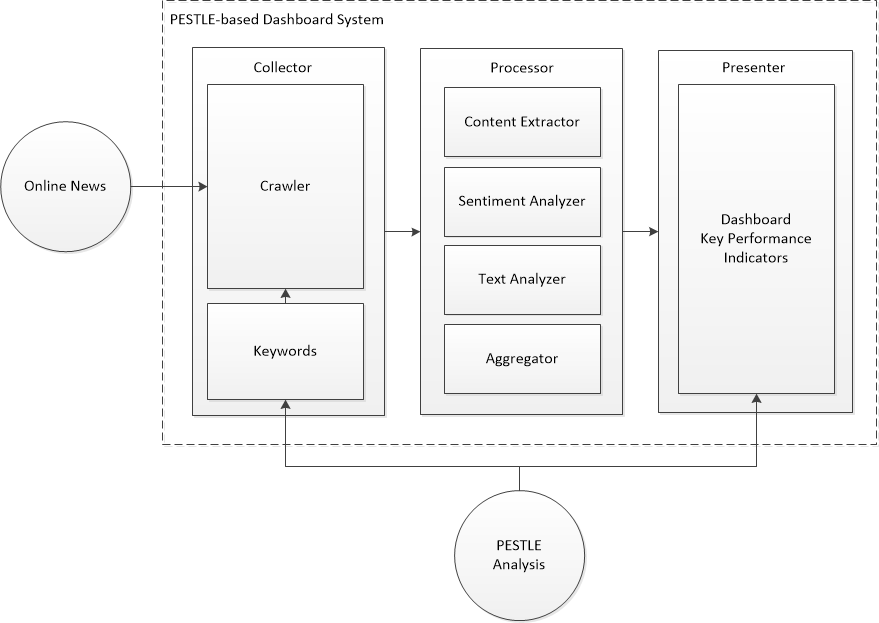 PESTLE-based Dashboard System
Collector
Processor
Presenter
Online News
Crawler
Keywords
Content Extractor
Sentiment Analyzer
Text Analyzer
Aggregator
Dashboard
Key Performance
Indicators
PESTLE
Analysis